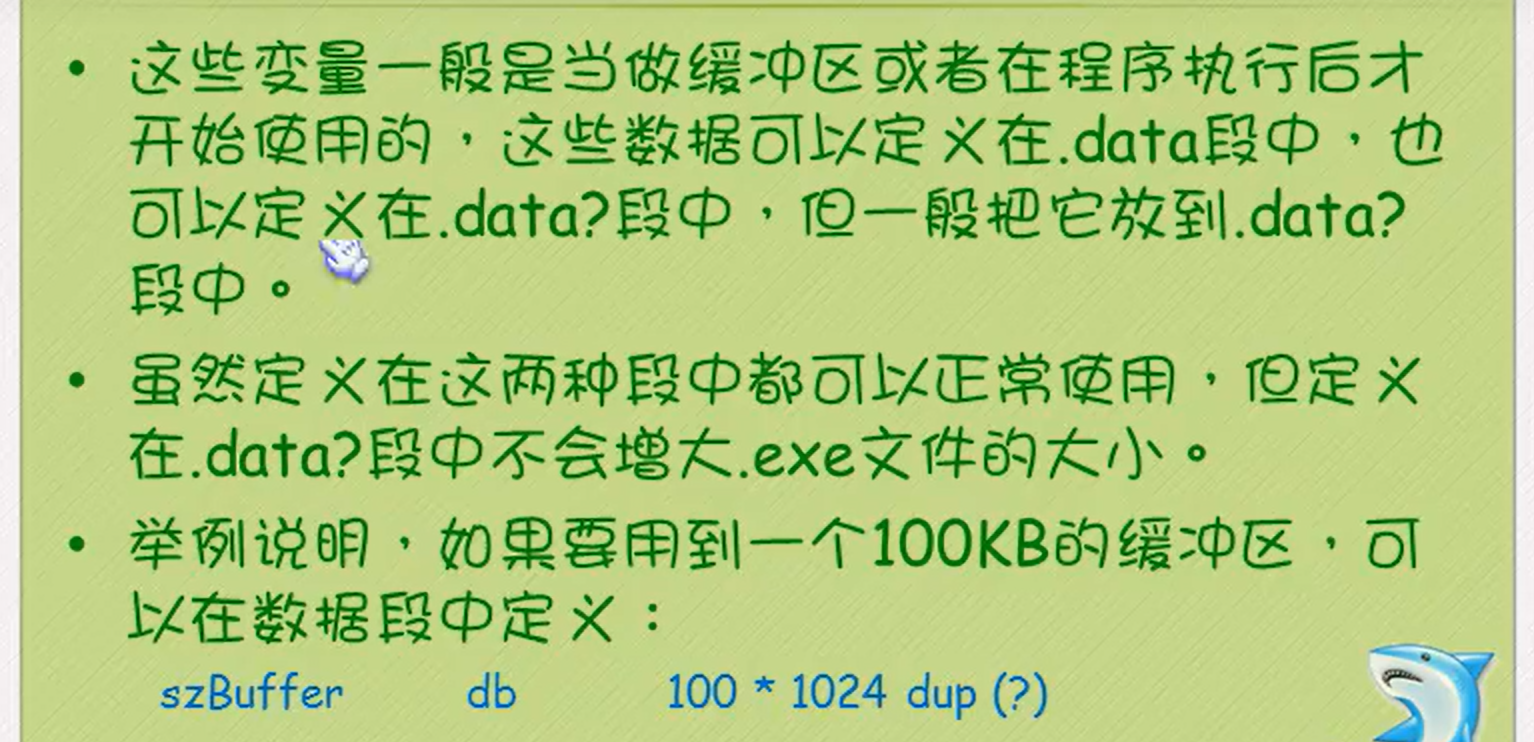 • 这些变量一般是当做缓冲区或者在程序执行后才
开始使用的，这些数据可以定义在.data段中，也
可以定义在.data?段中，但一般把它放到.data?
段中。
• 虽然定义在这两种段中都可以正常使用，但定义
在.data?段中不会增大.exe文件的大小。
• 举例说明，如果要用到一个100KB的缓冲区，可
以在数据段中定义：
szBuffer db 100 * 1024 dup (?)